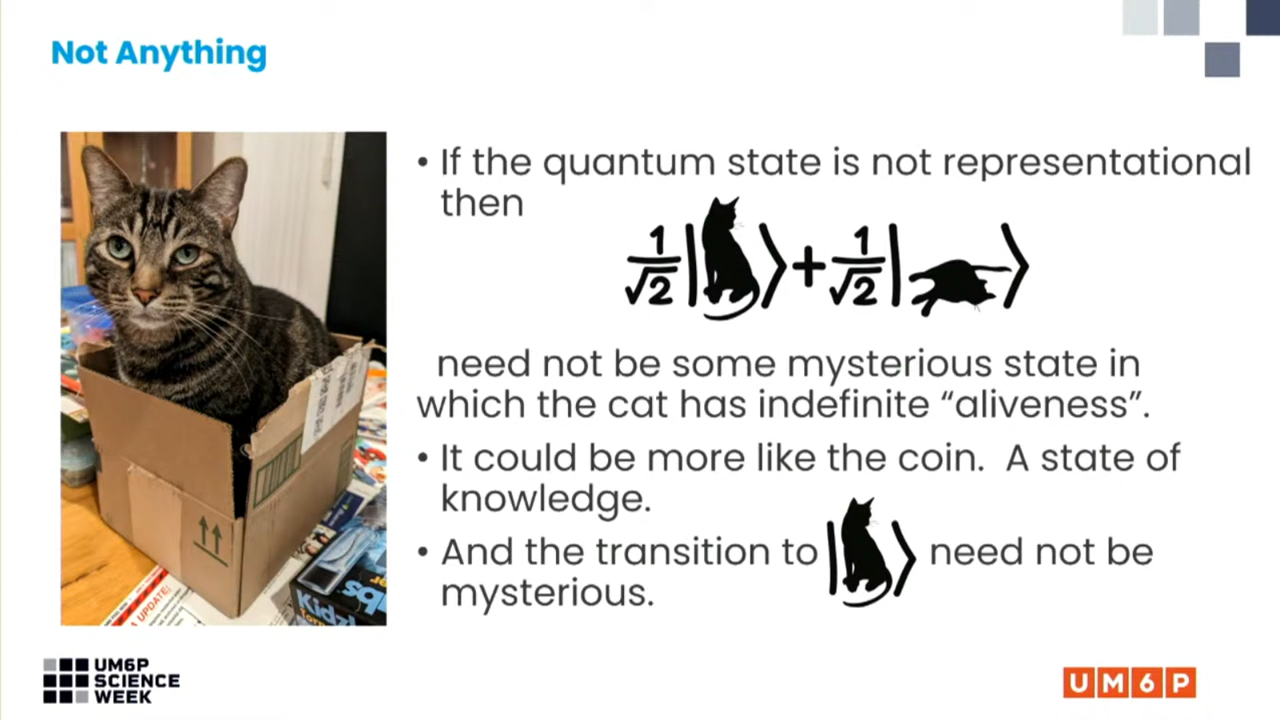 Not Anything
• If the quantum state is not representational
then
1/√2| ⟩+1/√2| ⟩
need not be some mysterious state in
which the cat has indefinite “aliveness”.
• It could be more like the coin. A state of
knowledge.
• And the transition to | ⟩ need not be
mysterious.
A UPDATE!
Kidz
UM6P
SCIENCE
WEEK
UM6P